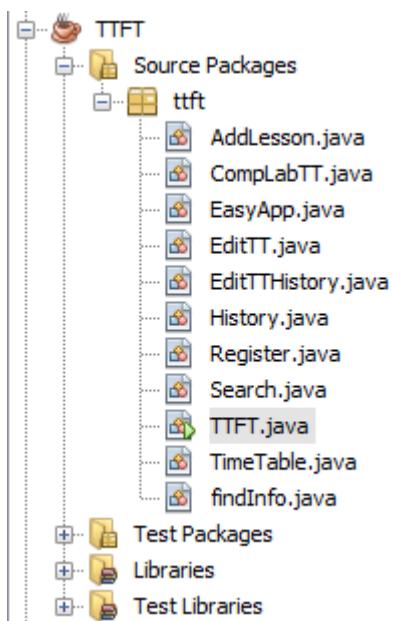 TTFT
Source Packages
ttft
AddLesson.java
CompLabTT.java
EasyApp.java
EditTT.java
EditTTHistory.java
History.java
Register.java
Search.java
TTFT.java
TimeTable.java
findInfo.java
Test Packages
Libraries
Test Libraries